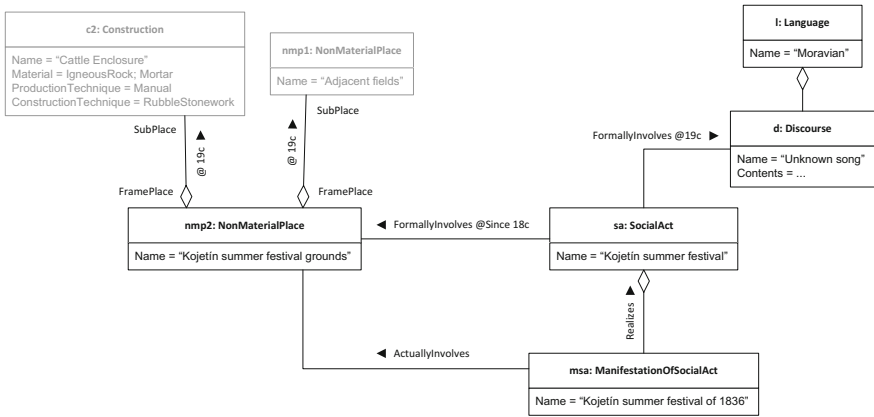 c2: Construction
Name = “Cattle Enclosure”
Material = IgneousRock; Mortar
ProductionTechnique = Manual
ConstructionTechnique = RubbleStonework
nmp1: NonMaterialPlace
Name = “Adjacent fields”
l: Language
Name = “Moravian”
SubPlace
@ 19c ▲
FramePlace
SubPlace
@ 19c ▲
FramePlace
FormallyInvolves @19c ►
d: Discourse
Name = “Unknown song”
Contents = ...
nmp2: NonMaterialPlace
Name = “Kojetín summer festival grounds”
◄ FormallyInvolves @Since 18c
sa: SocialAct
Name = “Kojetín summer festival”
Realizes ▲
◄ ActuallyInvolves
msa: ManifestationOfSocialAct
Name = “Kojetín summer festival of 1836”